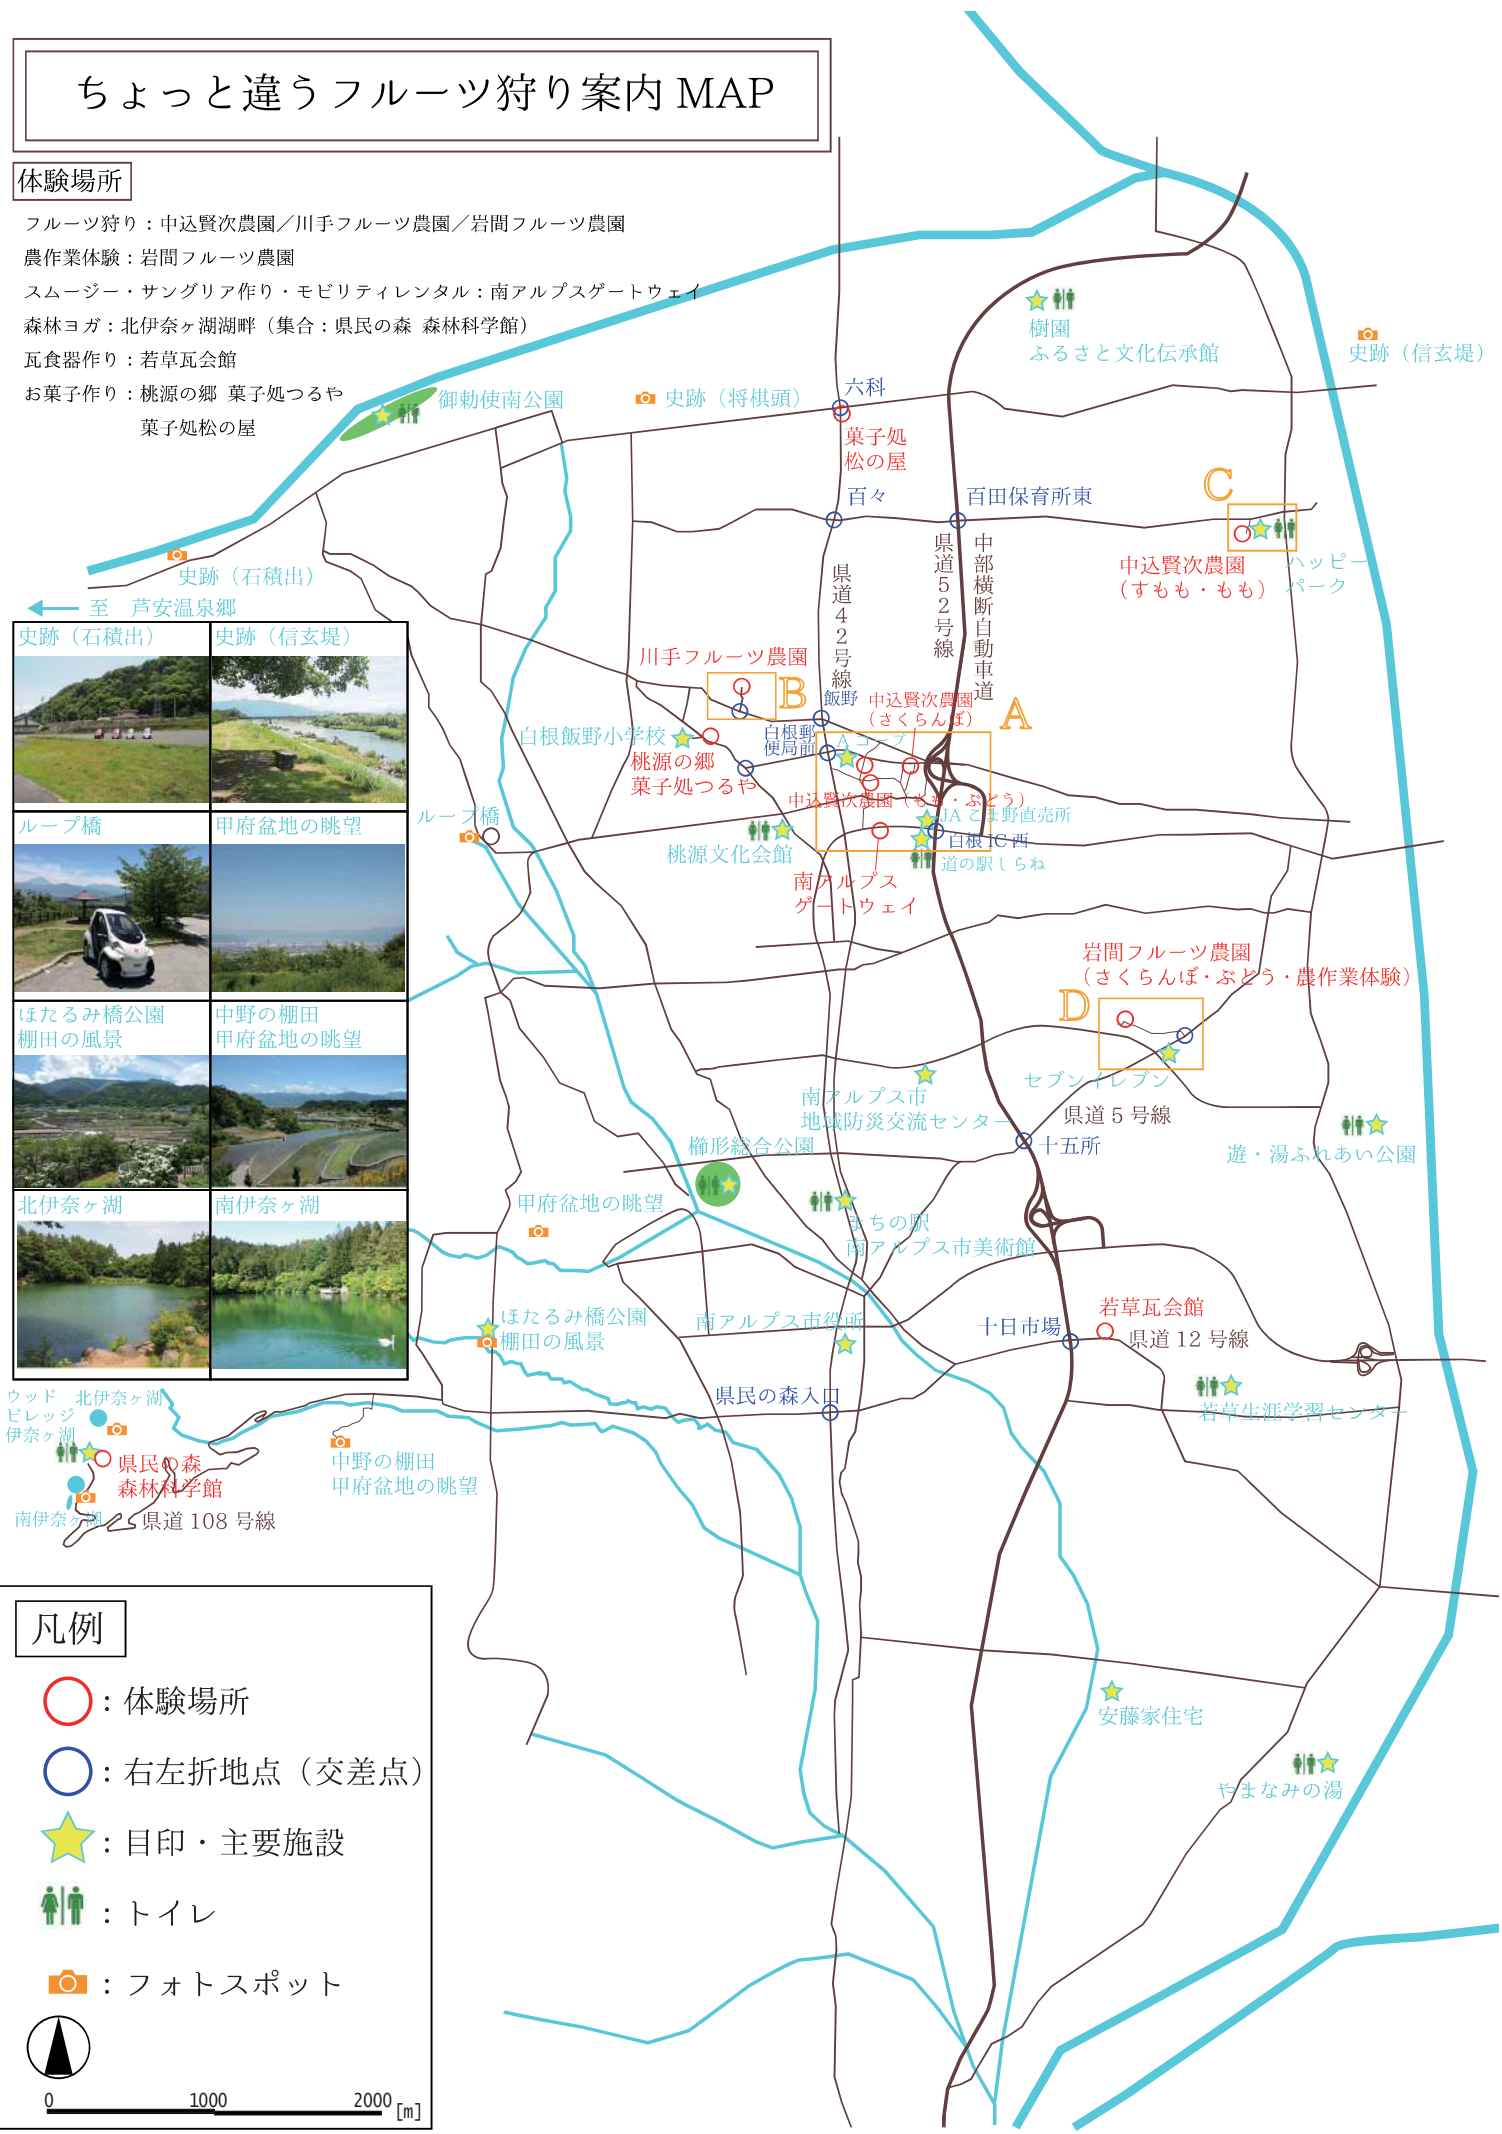 ちょっと違うフルーツ狩り案内 MAP
体験場所
フルーツ狩り：中込賢次農園／川手フルーツ農園／岩間フルーツ農園
農作業体験：岩間フルーツ農園
スムージー・サングリア作り・モビリティレンタル：南アルプスゲートウェイ
森林ヨガ：北伊奈ヶ湖湖畔（集合：県民の森 森林科学館）
瓦食器作り：若草瓦会館
お菓子作り：桃源の郷 菓子処つるや
菓子処松の屋
樹園
ふるさと文化伝承館
史跡（信玄堤）
御勅使南公園
史跡（将棋頭）
六科
菓子処
松の屋
百々
百田保育所東
C
中込賢次農園
（すもも・もも）
ハッピー
パーク
県道52号線
中部横断自動車道
県道42号線
史跡（石積出）
至 芦安温泉郷
史跡（石積出）
史跡（信玄堤）
ループ橋
甲府盆地の眺望
ほたるみ橋公園
棚田の風景
中野の棚田
甲府盆地の眺望
北伊奈ヶ湖
南伊奈ヶ湖
川手フルーツ農園
B
飯野
中込賢次農園
（さくらんぼ）
A
白根飯野小学校
白根郵
便局前
Aコープ
桃源の郷
菓子処つるや
中込賢次農園（もも・ぶどう）
JA こま野直売所
ループ橋
白根 IC 西
桃源文化会館
道の駅しらね
南アルプス
ゲートウェイ
岩間フルーツ農園
（さくらんぼ・ぶどう・農作業体験）
D
セブンイレブン
南アルプス市
地域防災交流センター
県道 5 号線
十五所
櫛形総合公園
遊・湯ふれあい公園
甲府盆地の眺望
まちの駅
南アルプス市美術館
ほたるみ橋公園
棚田の風景
南アルプス市役所
十日市場
若草瓦会館
県道 12 号線
県民の森入口
若草生涯学習センター
ウッド
ビレッジ
伊奈ヶ湖
北伊奈ヶ湖
県民の森
森林科学館
南伊奈ヶ湖
県道 108 号線
中野の棚田
甲府盆地の眺望
安藤家住宅
やまなみの湯
凡例
：体験場所
：右左折地点（交差点）
：目印・主要施設
：トイレ
：フォトスポット
0 1000 2000 [m]